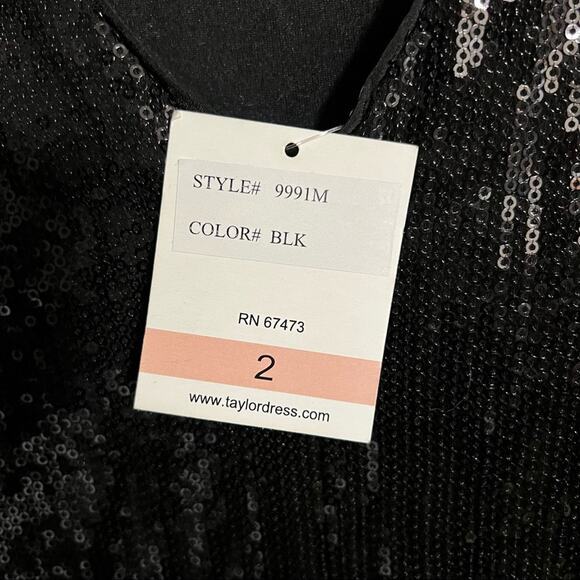 STYLE# 9991M
COLOR# BLK
RN 67473
2
www.taylordress.com